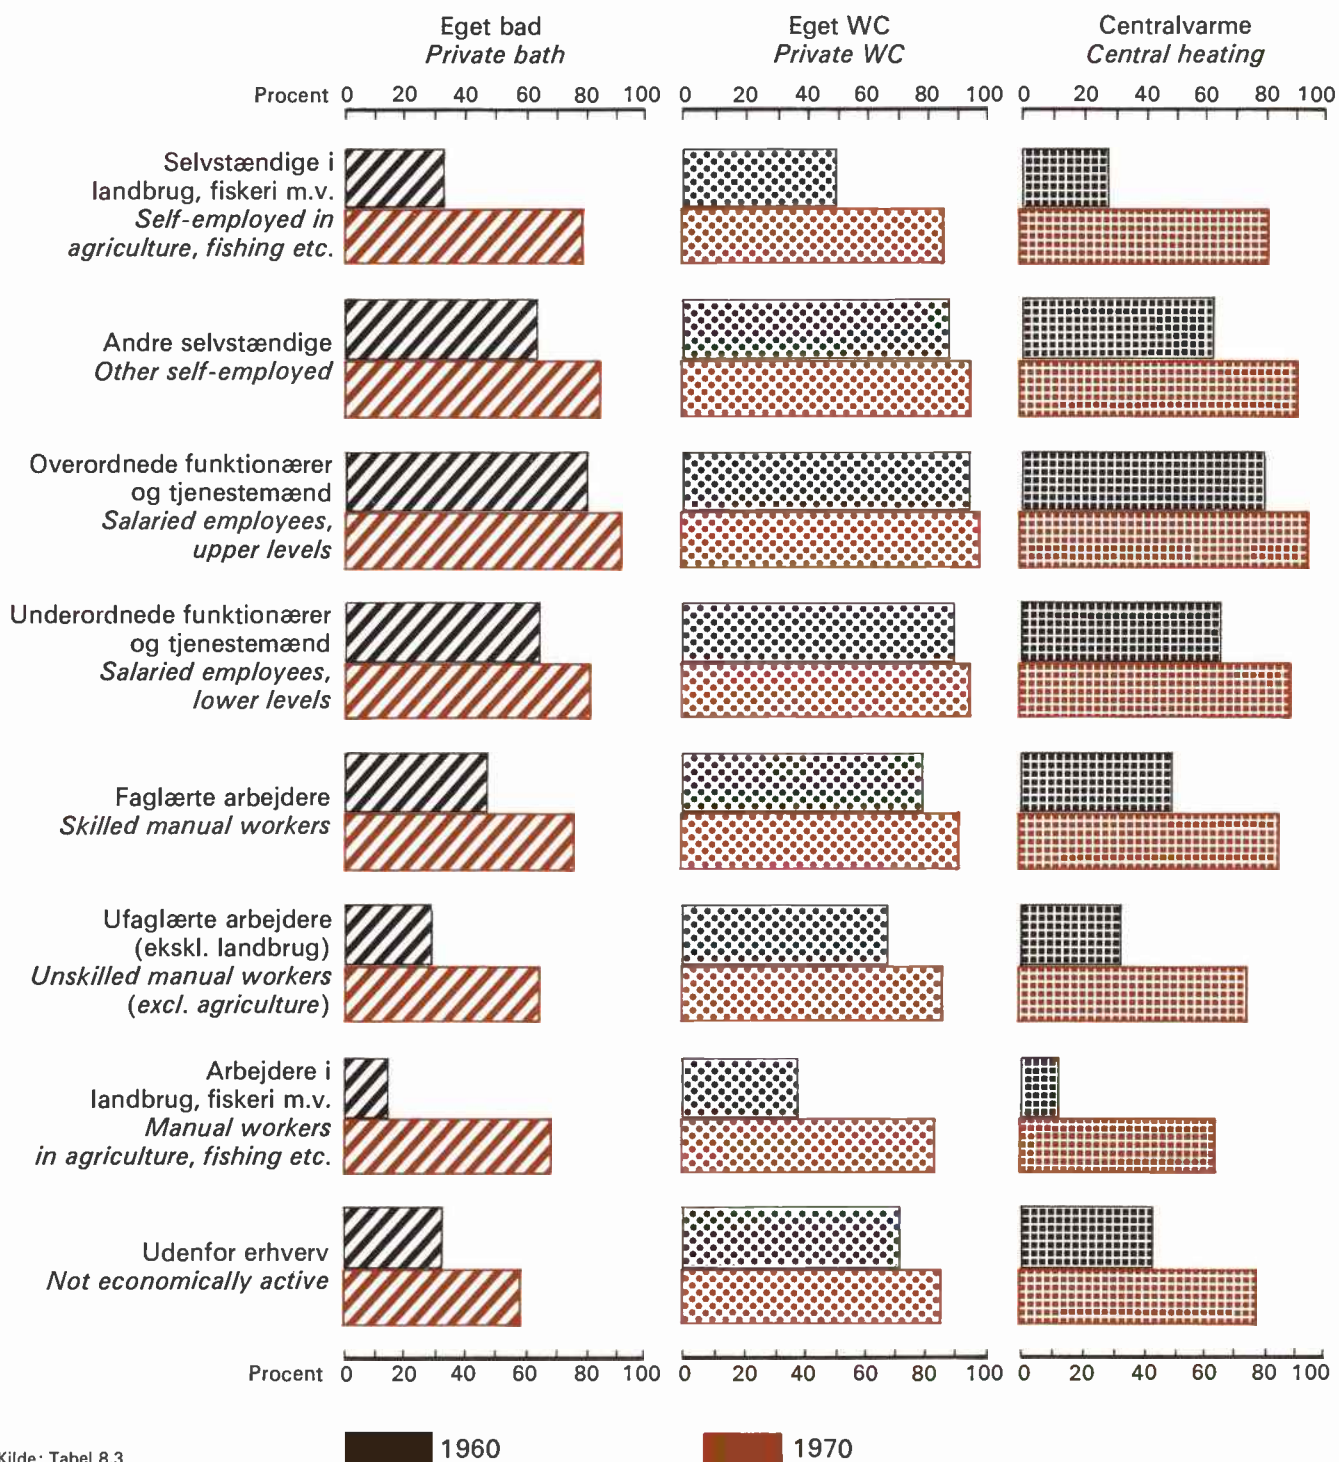 Eget bad
Private bath
Eget WC
Private WC
Centralvarme
Central heating
Procent 0 20 40 60 80 100 0 20 40 60 80 100 0 20 40 60 80 100
Selvstændige i
landbrug, fiskeri m.v.
Self-employed in
agriculture, fishing etc.
Andre selvstændige
Other self-employed
Overordnede funktionærer
og tjenestemænd
Salaried employees,
upper levels
Underordnede funktionærer
og tjenestemænd
Salaried employees,
lower levels
Faglærte arbejdere
Skilled manual workers
Ufaglærte arbejdere
(ekskl. landbrug)
Unskilled manual workers
(excl. agriculture)
Arbejdere i
landbrug, fiskeri m.v.
Manual workers
in agriculture, fishing etc.
Udenfor erhverv
Not economically active
Procent 0 20 40 60 80 100 0 20 40 60 80 100 0 20 40 60 80 100
1960 1970
Kilde: Tabel 8.3